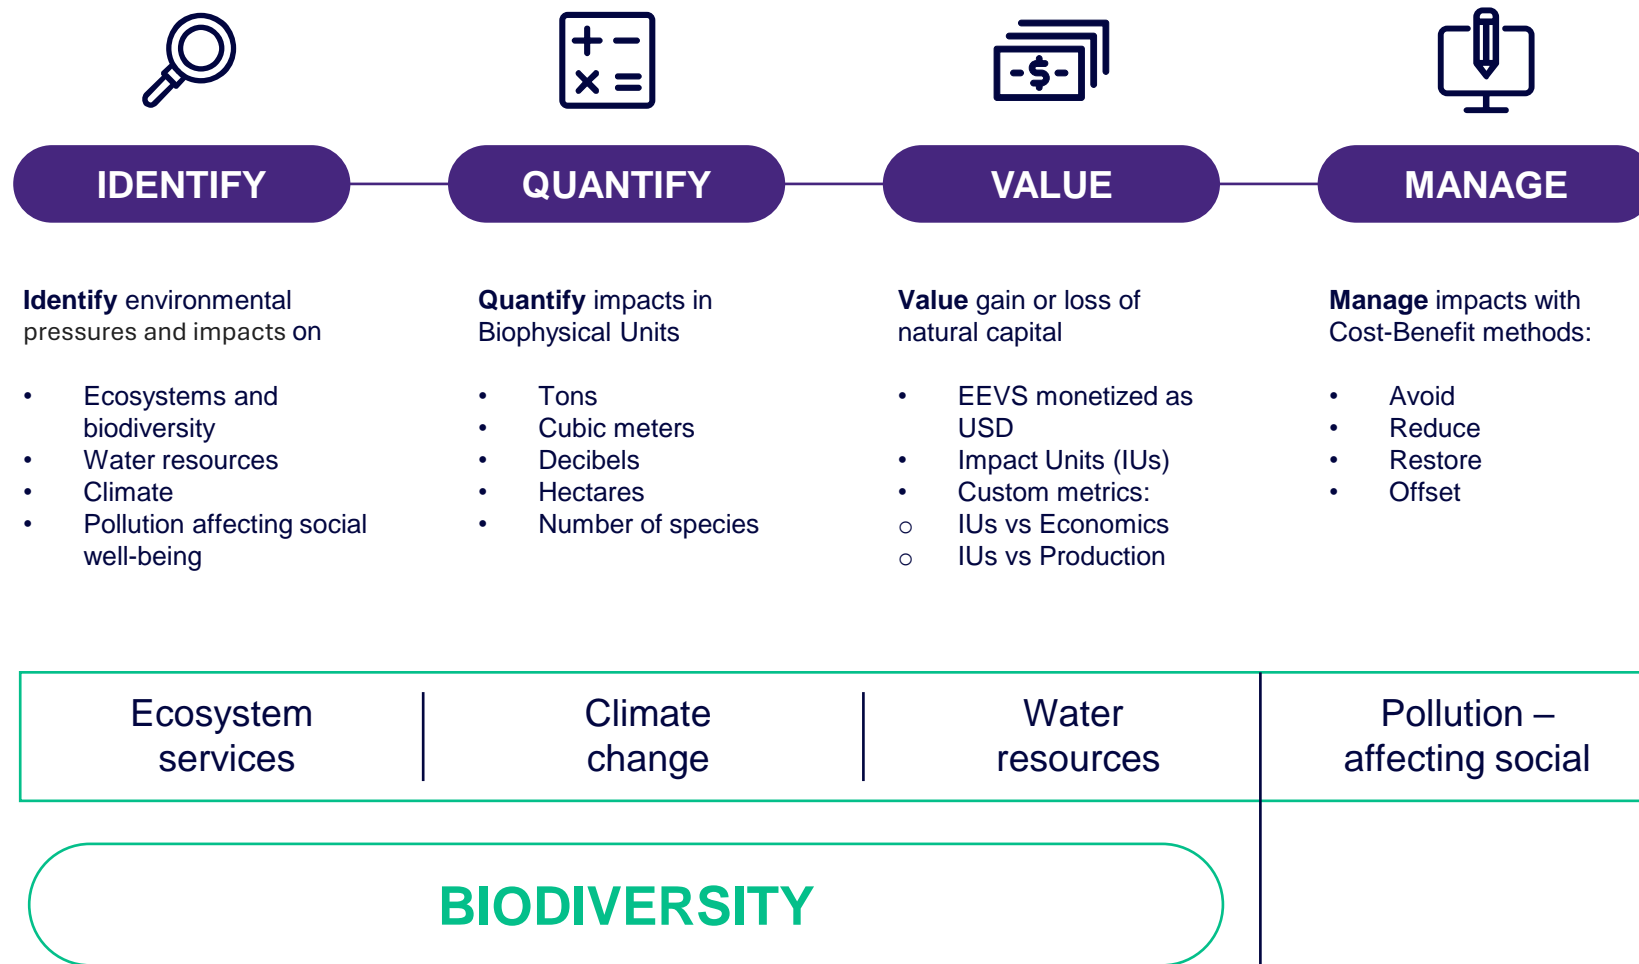 IDENTIFY
QUANTIFY
VALUE
MANAGE
Identify environmental
pressures and impacts on
• Ecosystems and
biodiversity
• Water resources
• Climate
• Pollution affecting social
well-being
Quantify impacts in
Biophysical Units
• Tons
• Cubic meters
• Decibels
• Hectares
• Number of species
Value gain or loss of
natural capital
• EEVS monetized as
USD
• Impact Units (IUs)
• Custom metrics:
o IUs vs Economics
o IUs vs Production
Manage impacts with
Cost-Benefit methods:
• Avoid
• Reduce
• Restore
• Offset
Ecosystem
services
Climate
change
Water
resources
Pollution –
affecting social
BIODIVERSITY